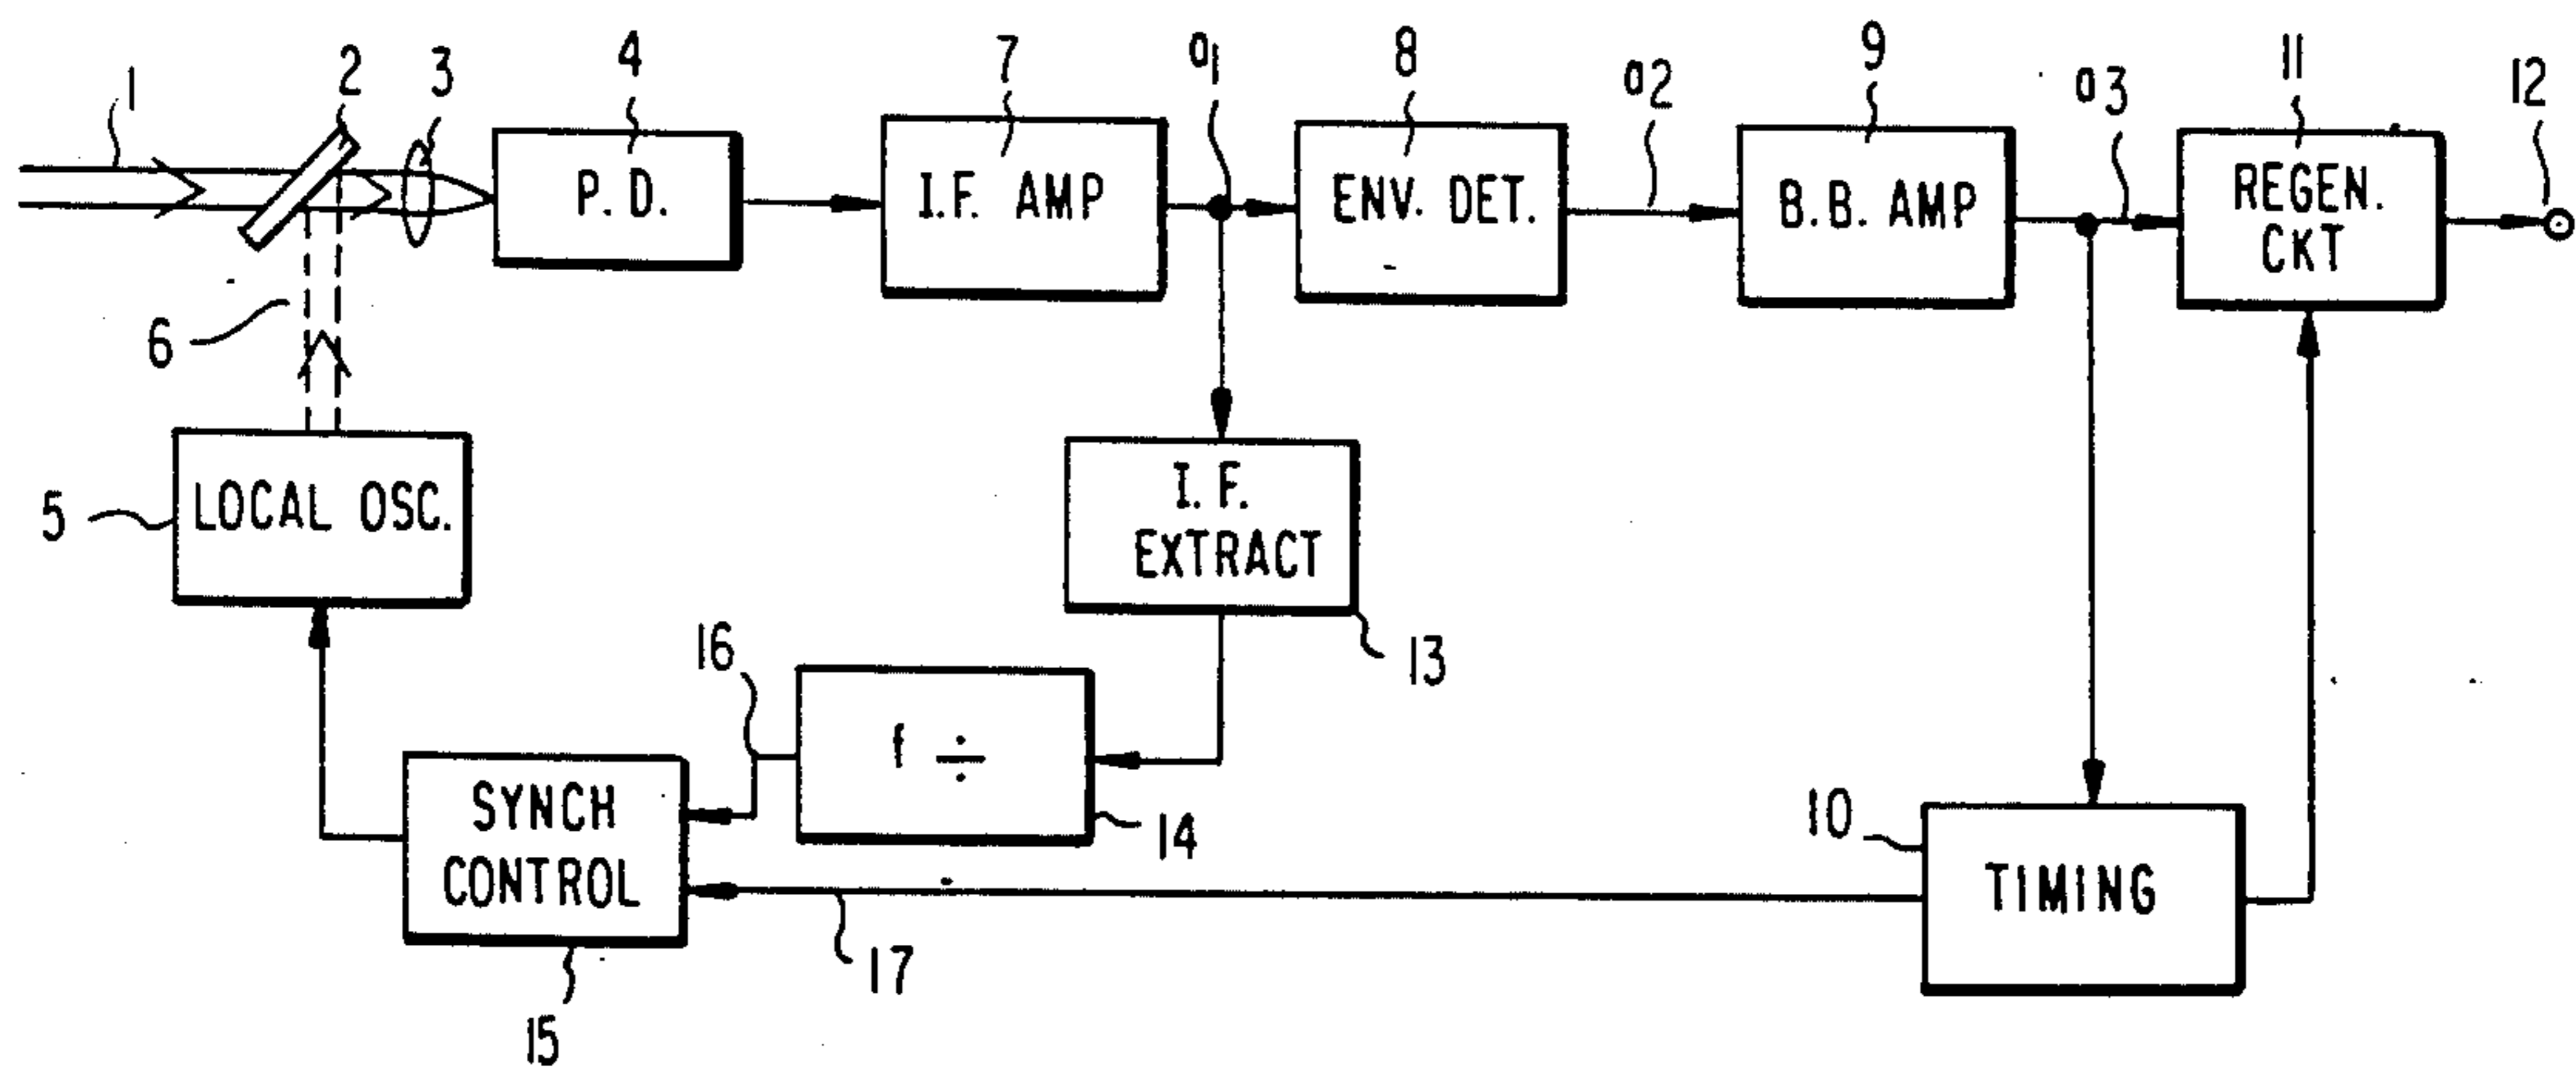 1
2
3
4
7
a1
8
a2
9
a3
11
12
P. D.
I.F. AMP
ENV. DET.
B.B. AMP
REGEN.
CKT
6
5
LOCAL OSC.
I. F.
EXTRACT
13
16
f ÷
14
10
SYNCH
CONTROL
TIMING
17
15